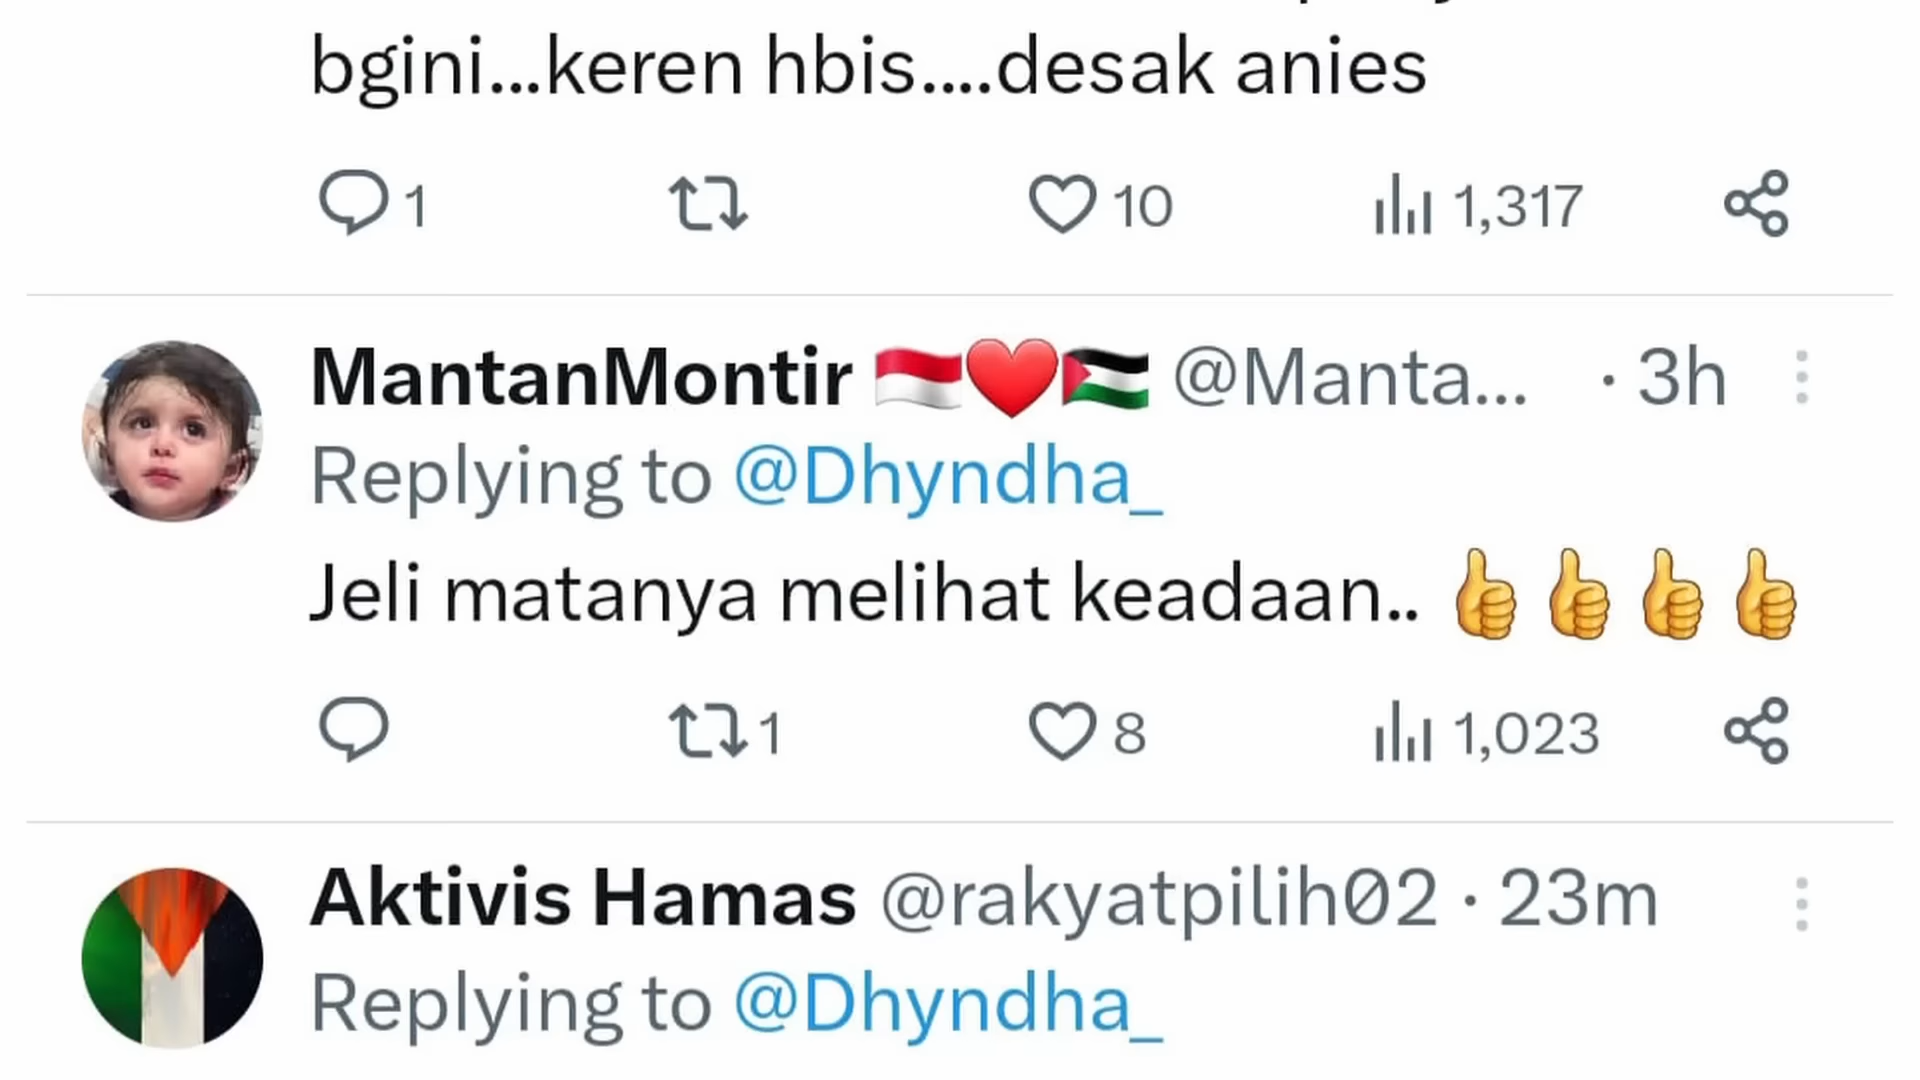 bgini...keren hbis....desak anies
1 10 1,317
MantanMontir 🇮🇩❤️🇵🇸 @Manta... · 3h
Replying to @Dhyndha_
Jeli matanya melihat keadaan.. 👍👍👍👍
1 8 1,023
Aktivis Hamas @rakyatpilih02 · 23m
Replying to @Dhyndha_